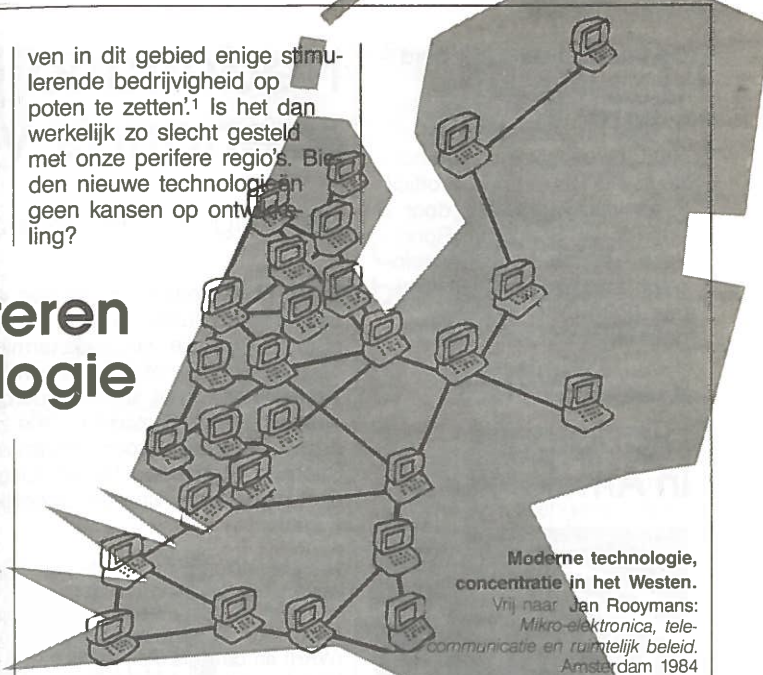 ven in dit gebied enige stimu-
lerende bedrijvigheid op
poten te zetten'.¹ Is het dan
werkelijk zo slecht gesteld
met onze perifere regio's. Bie-
den nieuwe technologieën
geen kansen op ontwikke-
ling?
eren
logie
Moderne technologie,
concentratie in het Westen.
Vrij naar Jan Rooymans:
Mikro-elektronica, tele-
communicatie en ruimtelijk beleid.
Amsterdam 1984